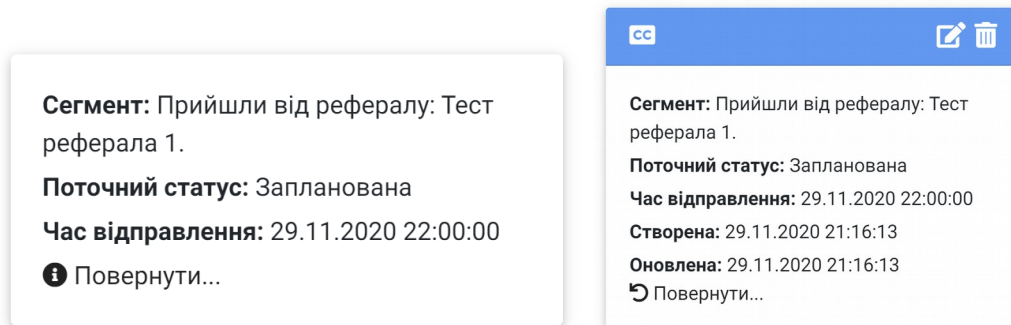 Сегмент: Прийшли від рефералу: Тест
реферала 1.
Поточний статус: Запланована
Час відправлення: 29.11.2020 22:00:00
Повернути...
CC
Сегмент: Прийшли від рефералу: Тест
реферала 1.
Поточний статус: Запланована
Час відправлення: 29.11.2020 22:00:00
Створена: 29.11.2020 21:16:13
Оновлена: 29.11.2020 21:16:13
Повернути...